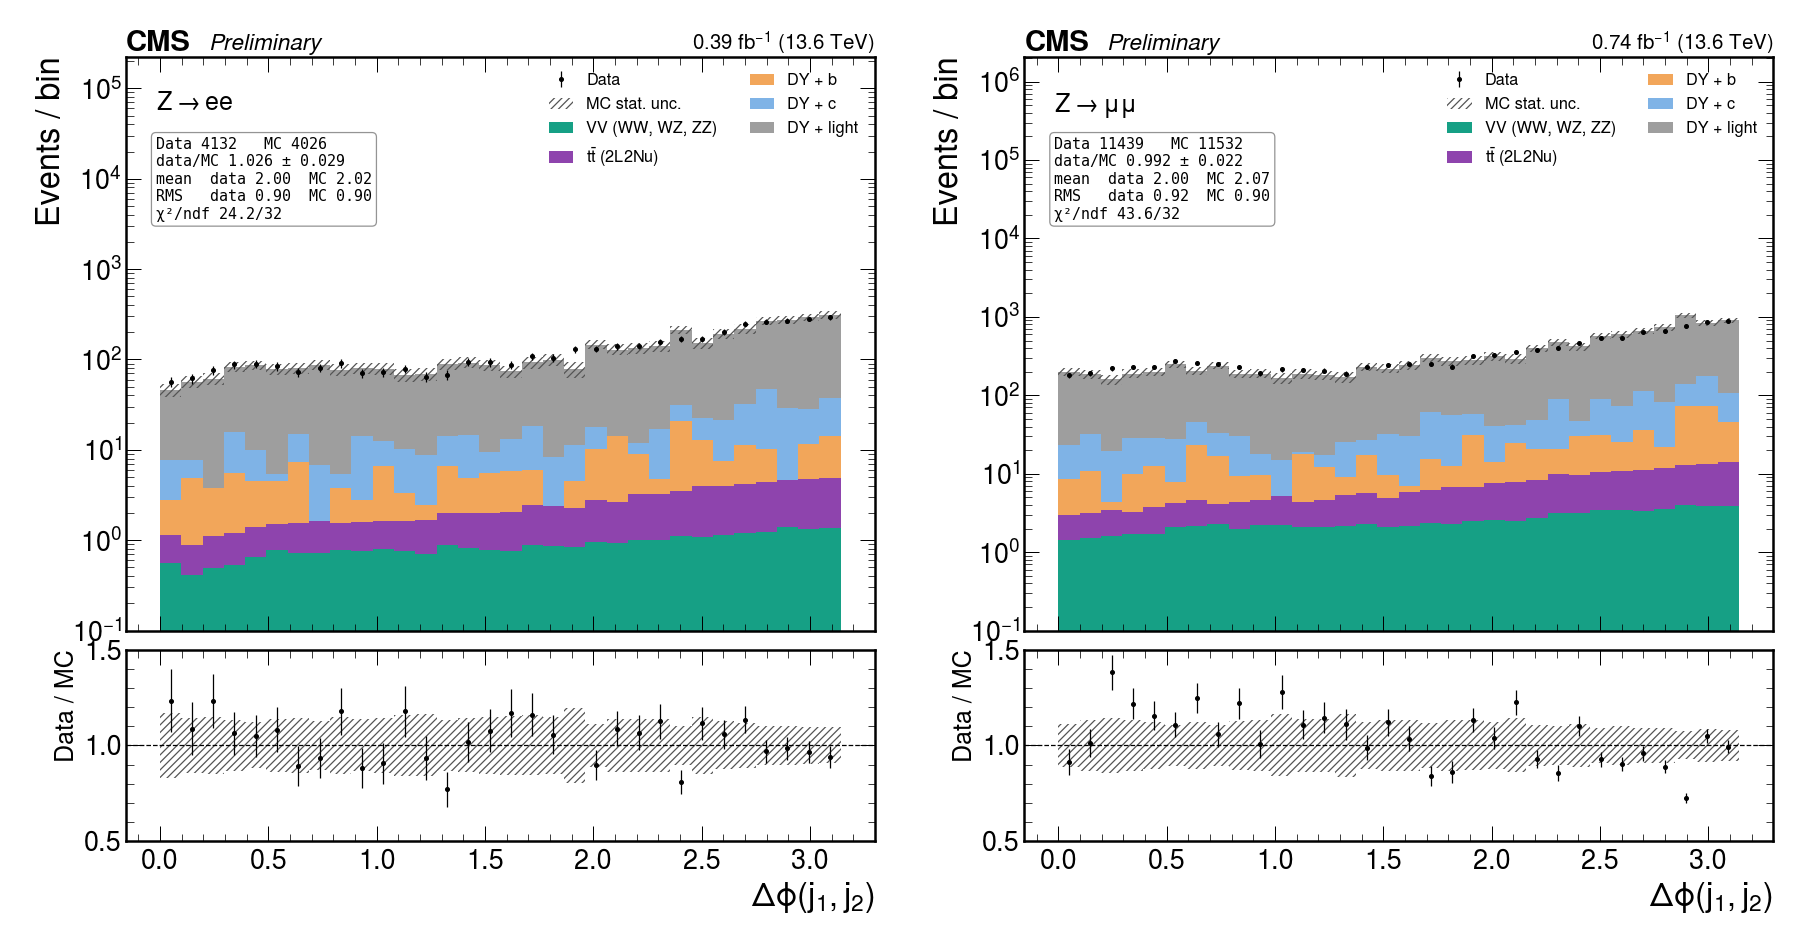 CMS Preliminary 0.39 fb⁻¹ (13.6 TeV)
Events / bin
10⁵
10⁴
10³
10²
10¹
10⁰
10⁻¹
Z→ee
Data 4132 MC 4026
data/MC 1.026 ± 0.029
mean data 2.00 MC 2.02
RMS data 0.90 MC 0.90
χ²/ndf 24.2/32
Data
MC stat. unc.
VV (WW, WZ, ZZ)
tt̄ (2L2Nu)
DY + b
DY + c
DY + light
Data / MC
1.5
1.0
0.5
0.0 0.5 1.0 1.5 2.0 2.5 3.0
Δϕ(j₁, j₂)
CMS Preliminary 0.74 fb⁻¹ (13.6 TeV)
Events / bin
10⁶
10⁵
10⁴
10³
10²
10¹
10⁰
10⁻¹
Z→μμ
Data 11439 MC 11532
data/MC 0.992 ± 0.022
mean data 2.00 MC 2.07
RMS data 0.92 MC 0.90
χ²/ndf 43.6/32
Data
MC stat. unc.
VV (WW, WZ, ZZ)
tt̄ (2L2Nu)
DY + b
DY + c
DY + light
Data / MC
1.5
1.0
0.5
0.0 0.5 1.0 1.5 2.0 2.5 3.0
Δϕ(j₁, j₂)